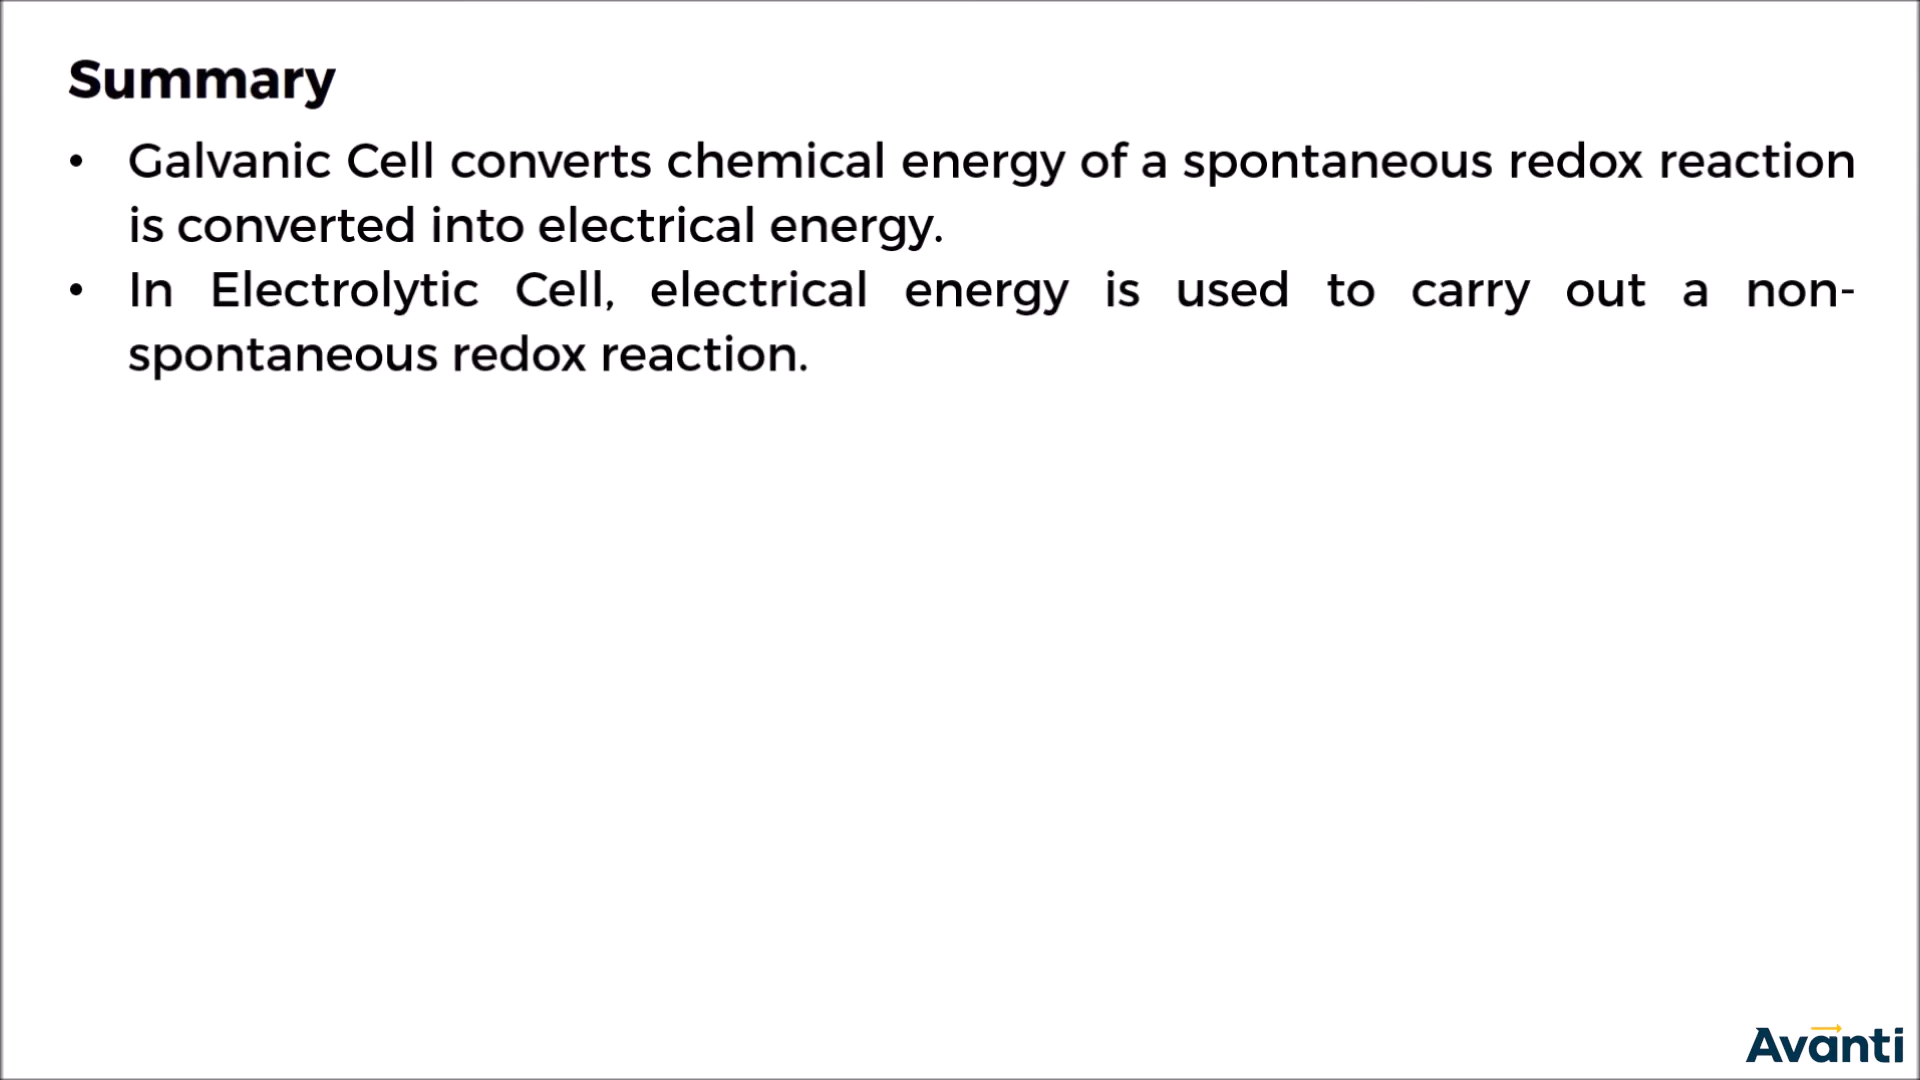 Summary
• Galvanic Cell converts chemical energy of a spontaneous redox reaction
is converted into electrical energy.
• In Electrolytic Cell, electrical energy is used to carry out a non-
spontaneous redox reaction.
Avanti